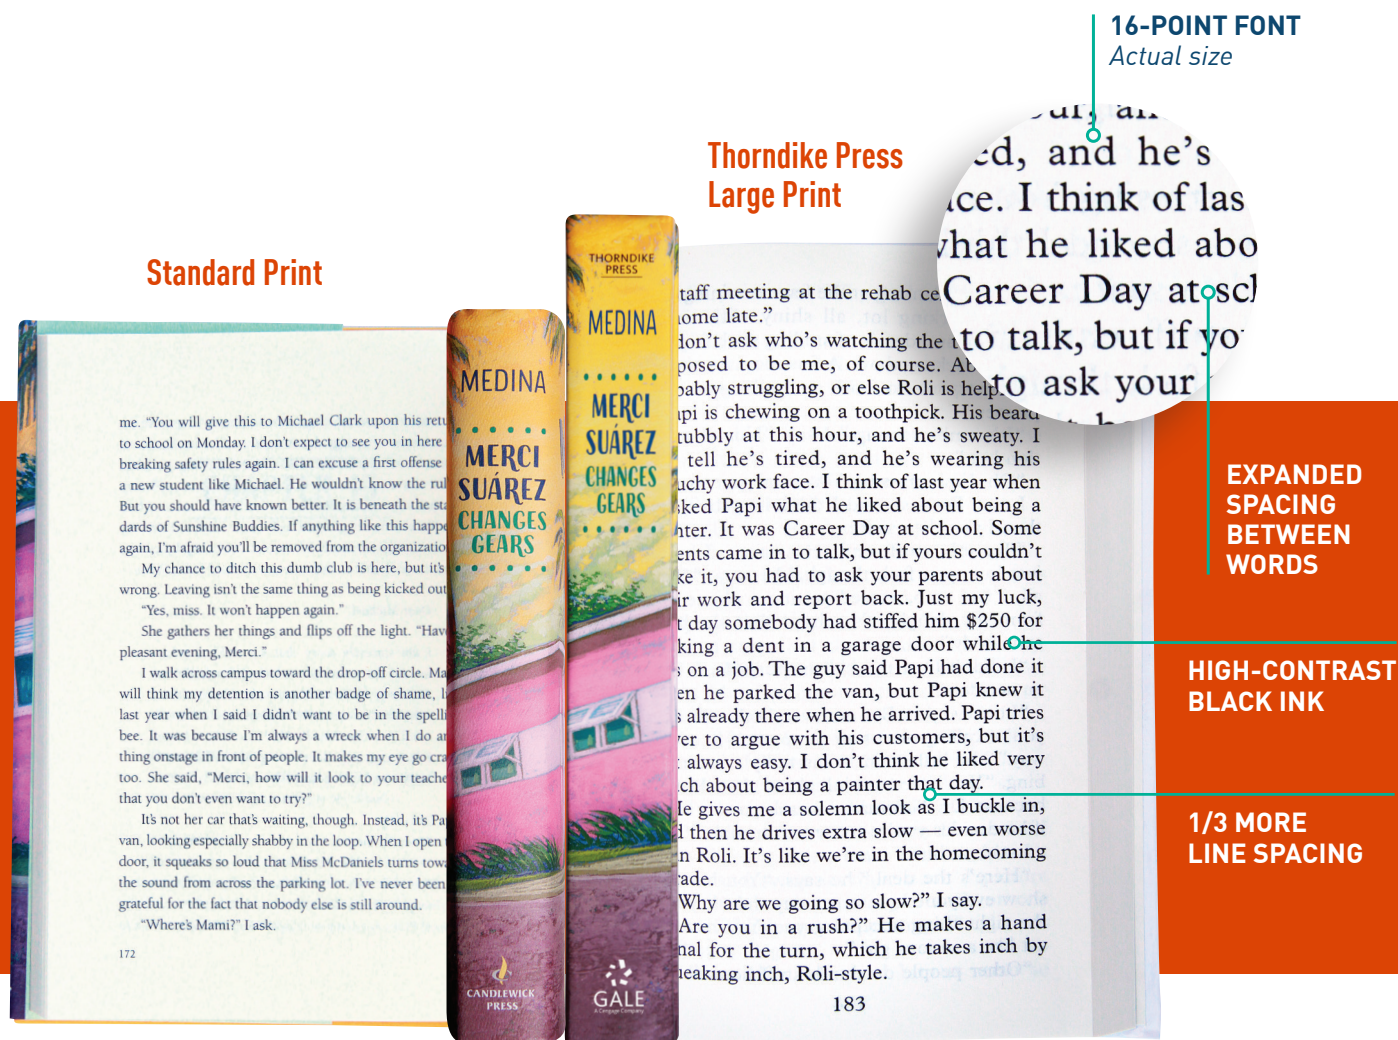 16-POINT FONT
Actual size
Thorndike Press
Large Print
Standard Print
ed, and he's
ce. I think of las
what he liked abo
Career Day at sch
to talk, but if yo
to ask your
me. “You will give this to Michael Clark upon his retu
to school on Monday. I don't expect to see you in here
breaking safety rules again. I can excuse a first offense
a new student like Michael. He wouldn't know the rul
But you should have known better. It is beneath the sta
dards of Sunshine Buddies. If anything like this happe
again, I'm afraid you'll be removed from the organizatio
My chance to ditch this dumb club is here, but it's
wrong. Leaving isn't the same thing as being kicked out
“Yes, miss. It won't happen again.”
She gathers her things and flips off the light. “Have
pleasant evening, Merci.”
I walk across campus toward the drop-off circle. Ma
will think my detention is another badge of shame, l
last year when I said I didn't want to be in the spelli
bee. It was because I'm always a wreck when I do an
thing onstage in front of people. It makes my eye go cra
too. She said, “Merci, how will it look to your teache
that you don't even want to try?”
It's not her car that's waiting, though. Instead, it's Pa
van, looking especially shabby in the loop. When I open
door, it squeaks so loud that Miss McDaniels turns towa
the sound from across the parking lot. I've never been
grateful for the fact that nobody else is still around.
“Where's Mami?” I ask.
172
MEDINA
MERCI
SUÁREZ
CHANGES
GEARS
CANDLEWICK
PRESS
THORNDIKE
PRESS
MEDINA
MERCI
SUÁREZ
CHANGES
GEARS
GALE
A Cengage Company
taff meeting at the rehab ce
ome late.”
don't ask who's watching the t
posed to be me, of course. Ab
bably struggling, or else Roli is help
api is chewing on a toothpick. His beard
tubbly at this hour, and he's sweaty. I
tell he's tired, and he's wearing his
uchy work face. I think of last year when
sked Papi what he liked about being a
nter. It was Career Day at school. Some
ents came in to talk, but if yours couldn't
ke it, you had to ask your parents about
ir work and report back. Just my luck,
t day somebody had stiffed him $250 for
king a dent in a garage door while he
s on a job. The guy said Papi had done it
en he parked the van, but Papi knew it
s already there when he arrived. Papi tries
er to argue with his customers, but it's
t always easy. I don't think he liked very
ch about being a painter that day.
He gives me a solemn look as I buckle in,
d then he drives extra slow — even worse
n Roli. It's like we're in the homecoming
rade.
Why are we going so slow?” I say.
Are you in a rush?” He makes a hand
nal for the turn, which he takes inch by
ueaking inch, Roli-style.
183
EXPANDED
SPACING
BETWEEN
WORDS
HIGH-CONTRAST
BLACK INK
1/3 MORE
LINE SPACING